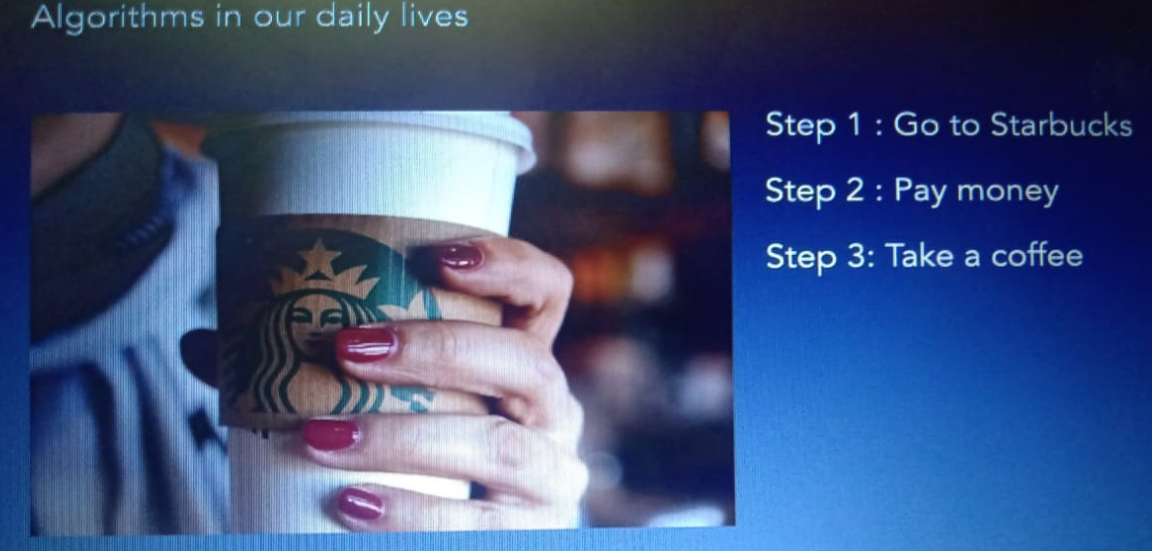 Algorithms in our daily lives
Step 1 : Go to Starbucks
Step 2 : Pay money
Step 3: Take a coffee